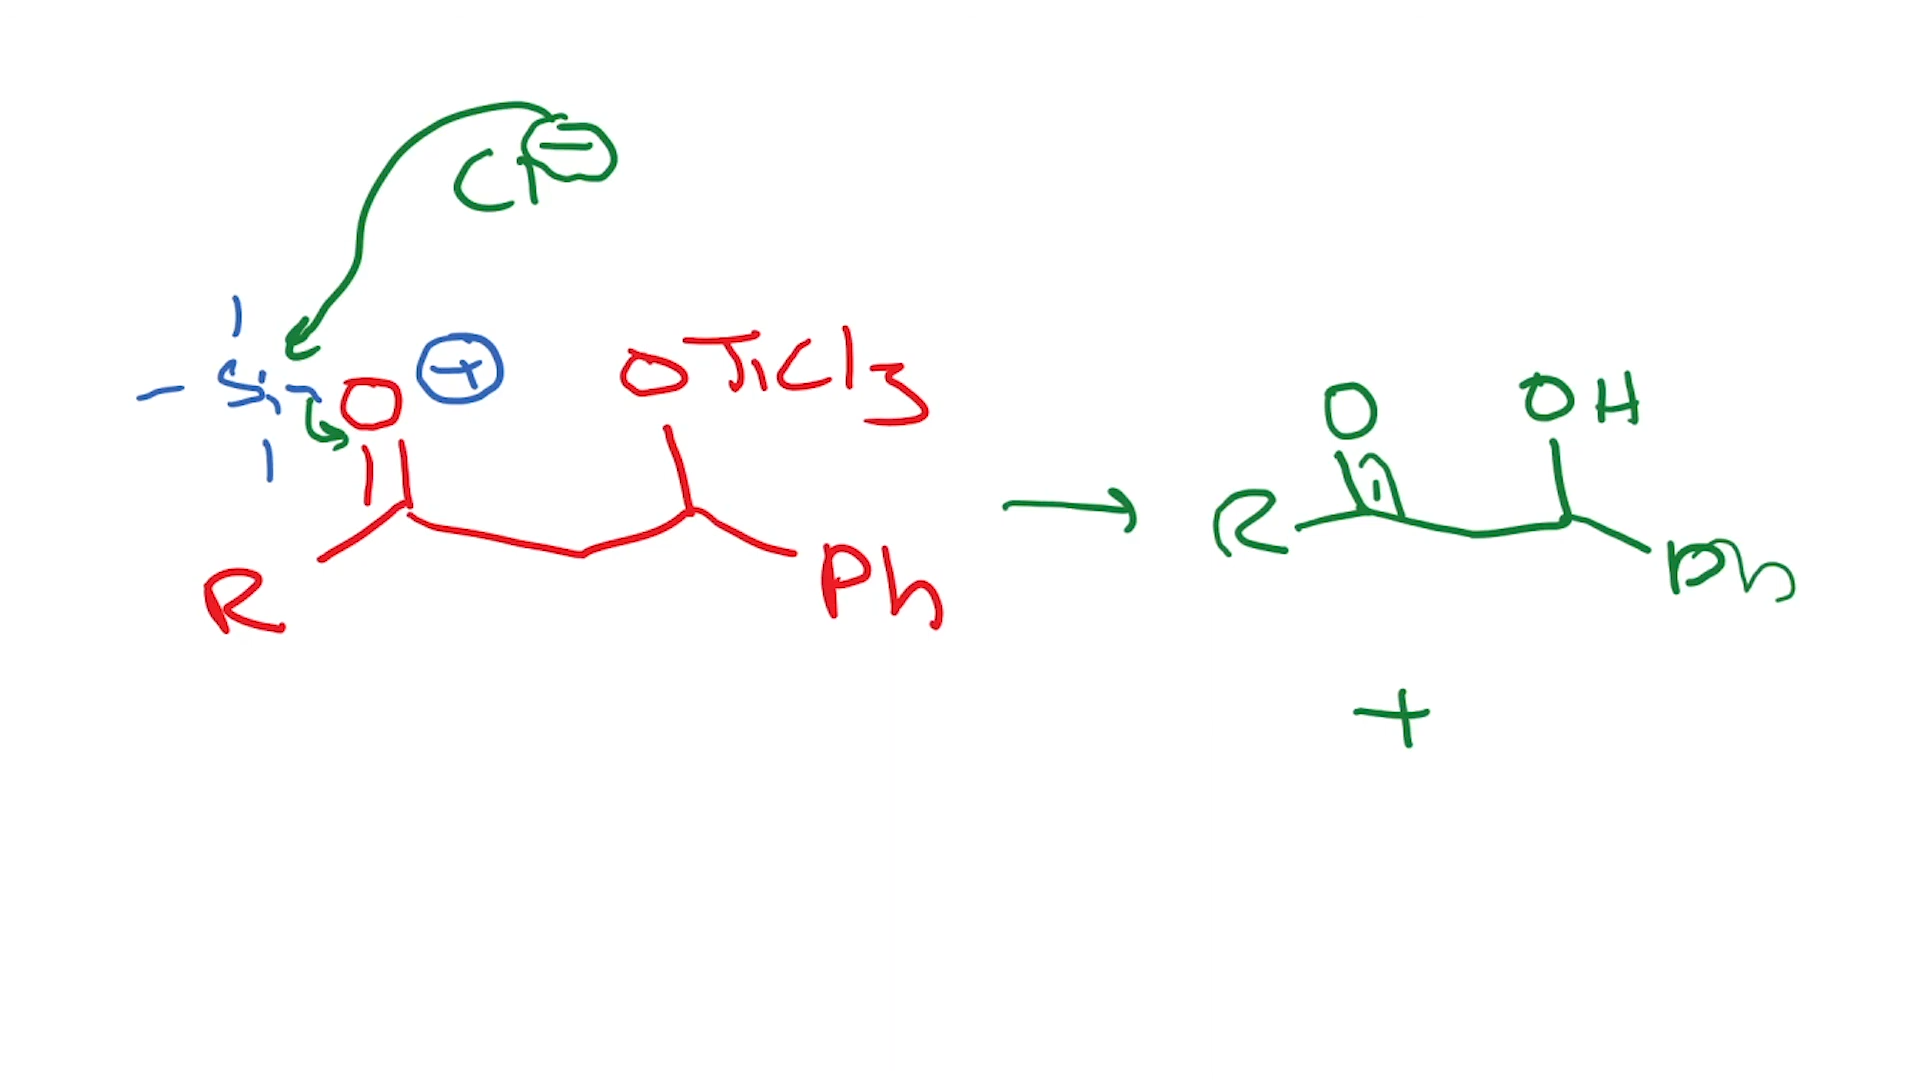 Cl⊖
Si O ⊕ OTiCl3
R Ph
O OH
R Ph
+